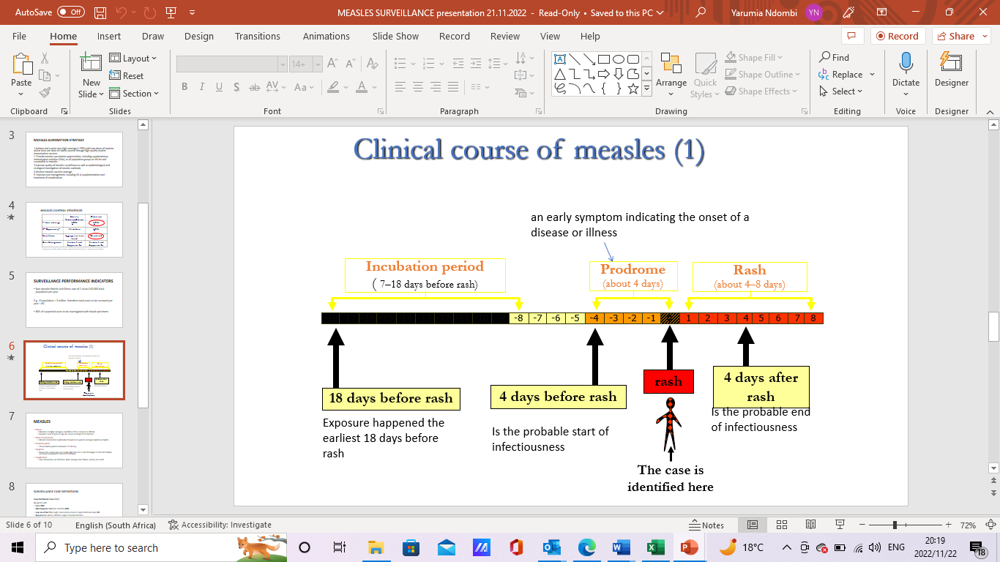 AutoSave Off
MEASLES SURVEILLANCE presentation 21.11.2022 - Read-Only • Saved to this PC
Yarumia Ndombi YN
File Home Insert Draw Design Transitions Animations Slide Show Record Review View Help
Record Share
Paste
New
Slide
Layout
Reset
Section
14+
B I U S ab AV Aa A
Arrange
Quick
Styles
Shape Fill
Shape Outline
Shape Effects
Find
Replace
Select
Dictate
Designer
Clipboard Slides Font Paragraph Drawing Editing Voice Designer
3
MEASLES ELIMINATION STRATEGY
4
MEASLES CONTROL STRATEGIES
5
SURVEILLANCE PERFORMANCE INDICATORS
6
Clinical course of measles (1)
7
MEASLES
8
SURVEILLANCE CASE DEFINITIONS
Clinical course of measles (1)
an early symptom indicating the onset of a
disease or illness
Incubation period
( 7–18 days before rash)
Prodrome
(about 4 days)
Rash
(about 4–8 days)
-8 -7 -6 -5 -4 -3 -2 -1 1 2 3 4 5 6 7 8
18 days before rash
Exposure happened the
earliest 18 days before
rash
4 days before rash
Is the probable start of
infectiousness
rash
The case is
identified here
4 days after
rash
Is the probable end
of infectiousness
Slide 6 of 10 English (South Africa) Accessibility: Investigate
Notes
72%
Type here to search
18°C
ENG
20:19
2022/11/22
18